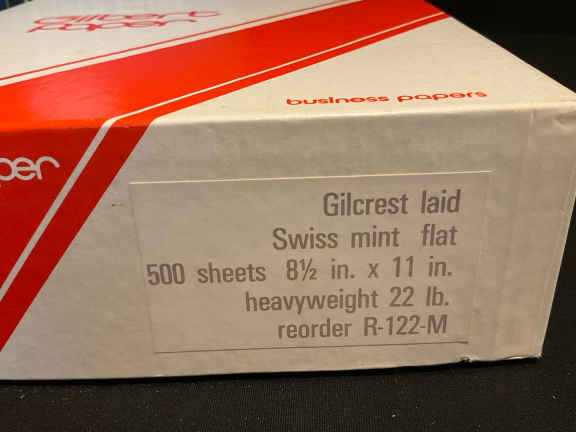 Gilbert
paper
business papers
per
Gilcrest laid
Swiss mint flat
500 sheets 8½ in. x 11 in.
heavyweight 22 lb.
reorder R-122-M